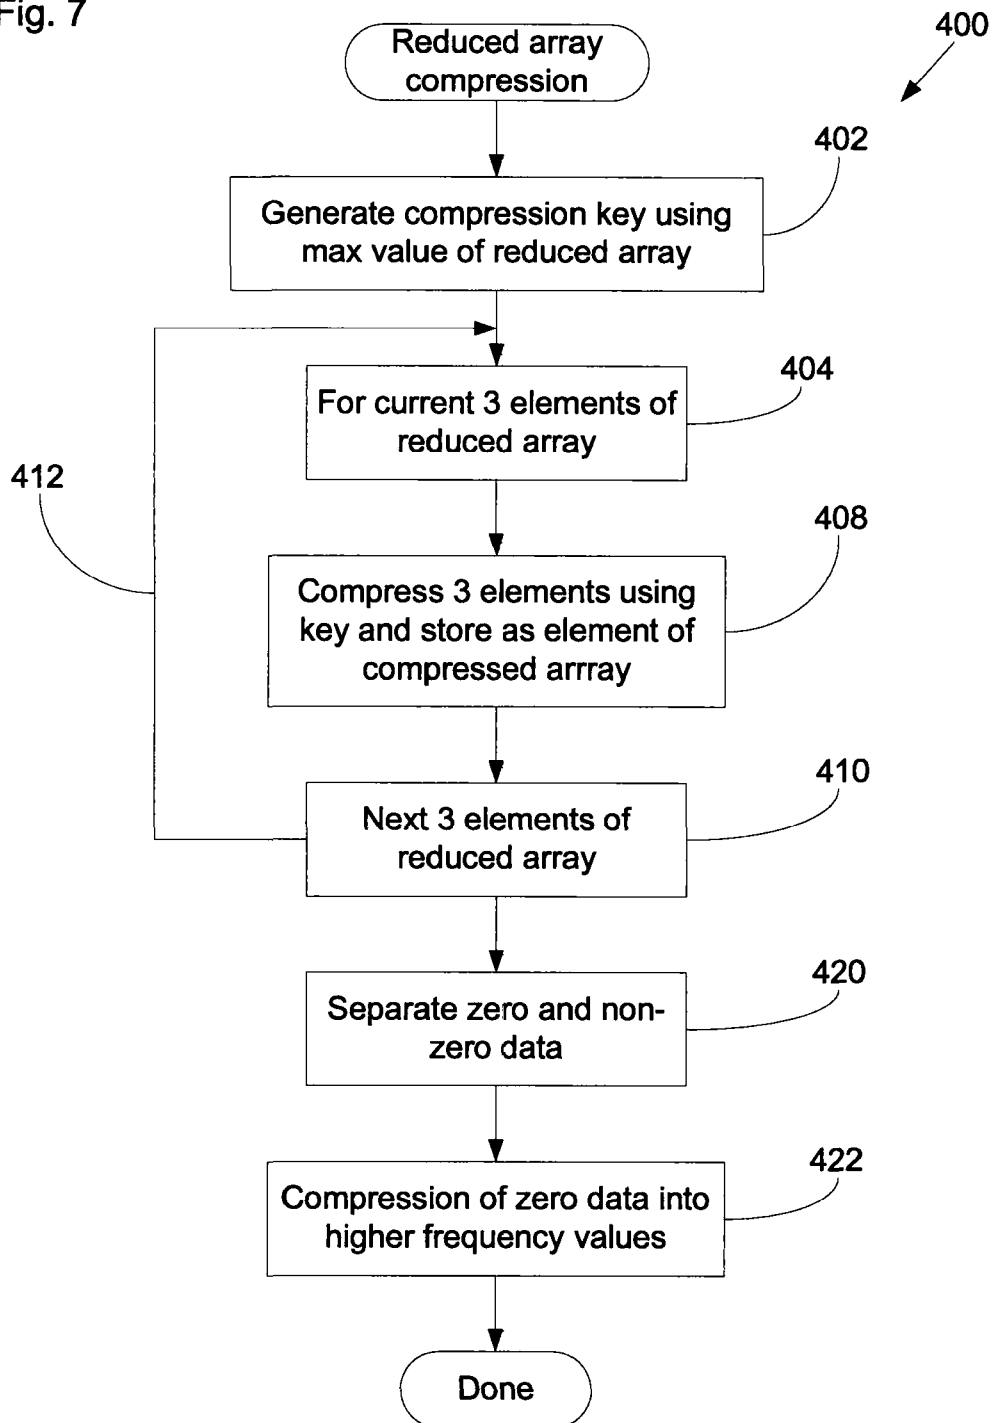 Fig. 7
400
Reduced array
compression
402
Generate compression key using
max value of reduced array
404
For current 3 elements of
reduced array
412
408
Compress 3 elements using
key and store as element of
compressed arrray
410
Next 3 elements of
reduced array
420
Separate zero and non-
zero data
422
Compression of zero data into
higher frequency values
Done